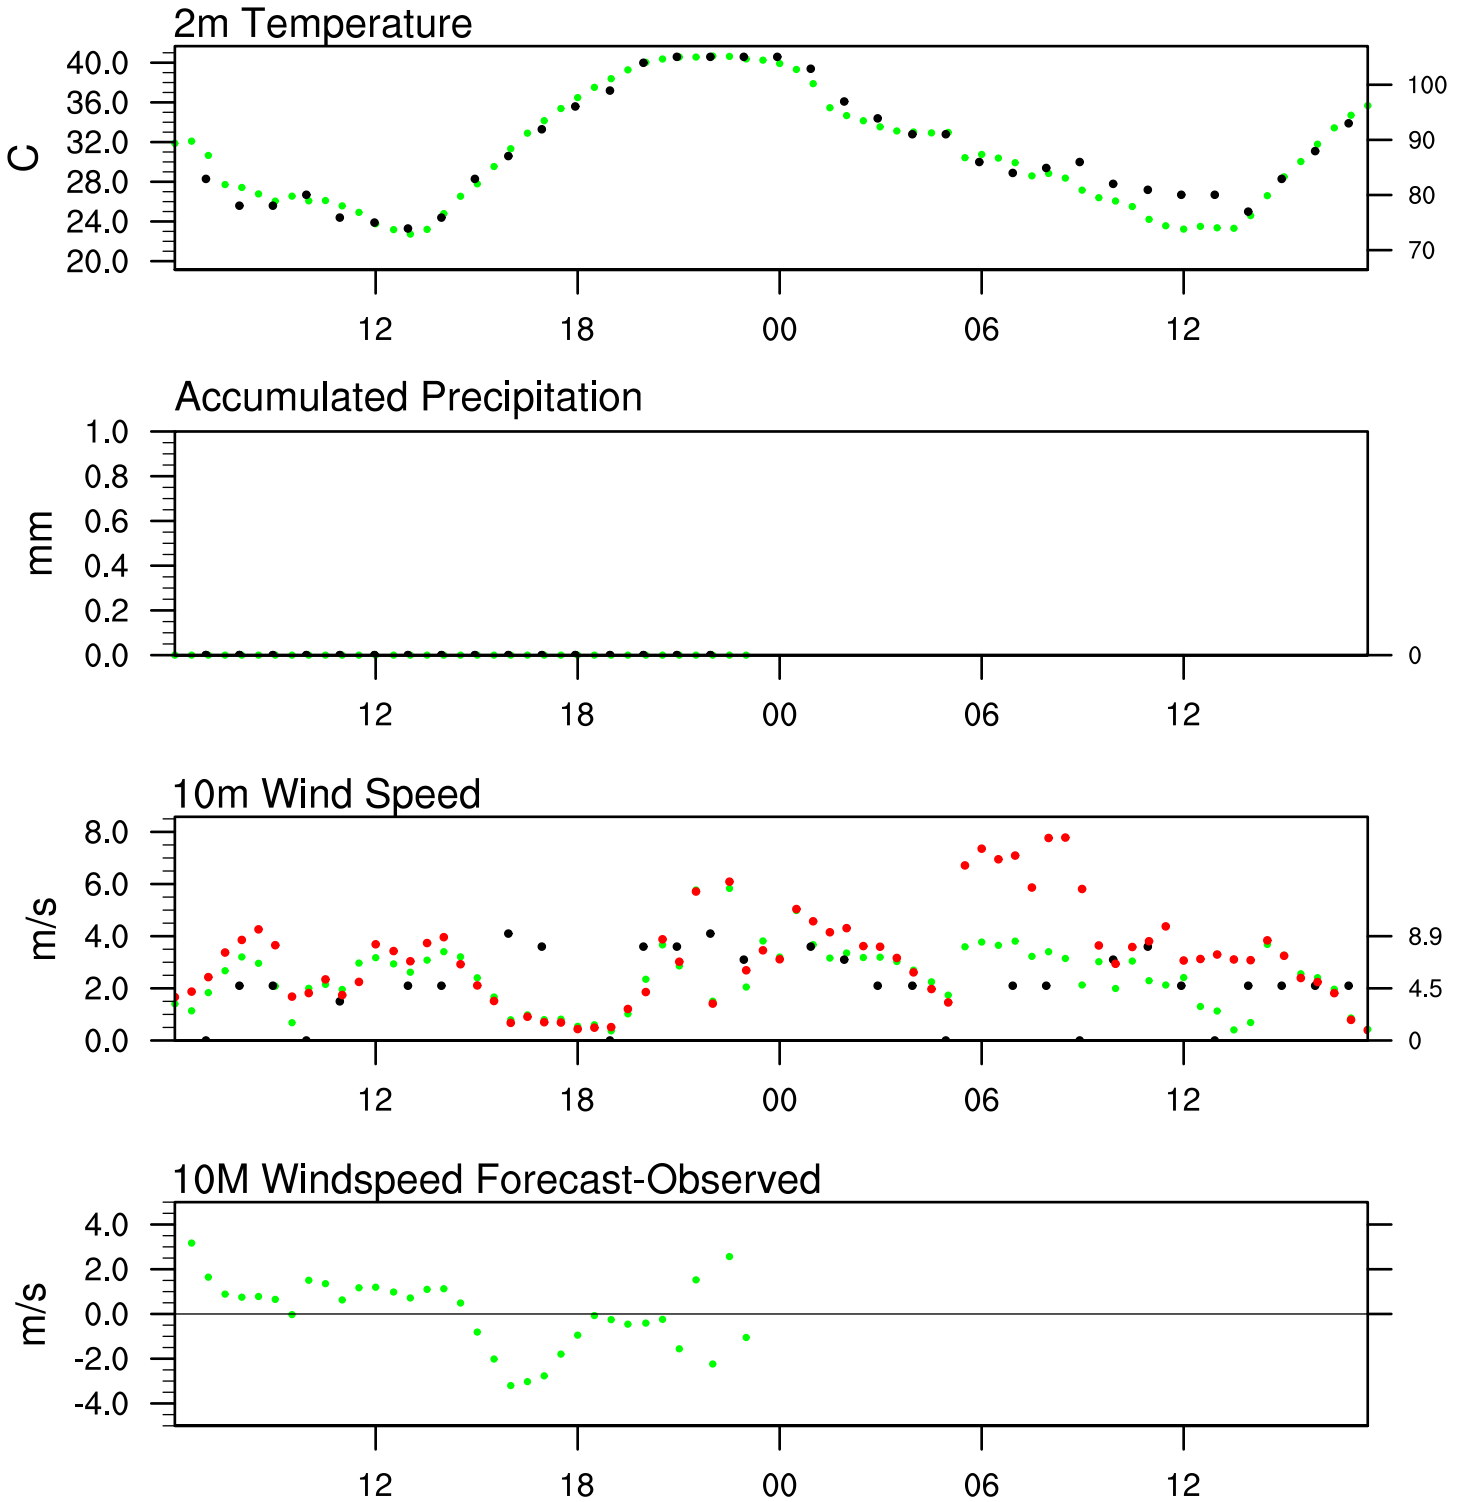 2m Temperature
40.0
36.0
32.0
28.0
24.0
20.0
C
100
90
80
70
12 18 00 06 12
Accumulated Precipitation
1.0
0.8
0.6
0.4
0.2
0.0
mm
0
12 18 00 06 12
10m Wind Speed
8.0
6.0
4.0
2.0
0.0
m/s
8.9
4.5
0
12 18 00 06 12
10M Windspeed Forecast-Observed
4.0
2.0
0.0
-2.0
-4.0
m/s
12 18 00 06 12